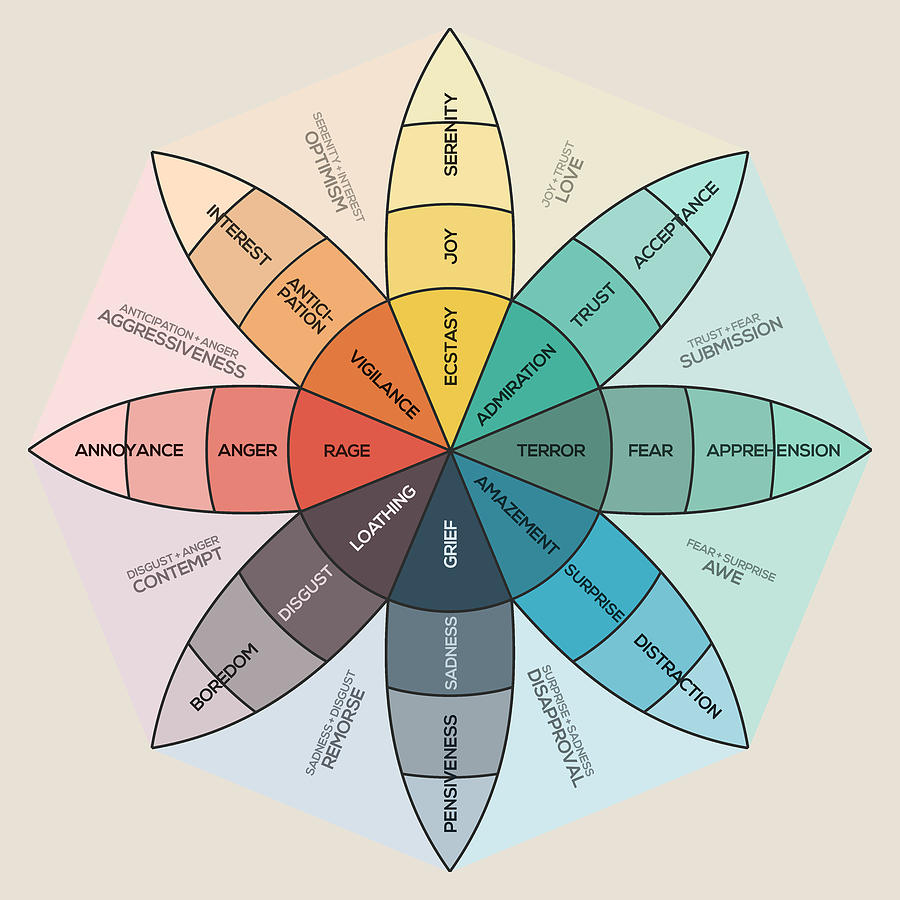 SERENITY
JOY
ECSTASY
SERENITY + INTEREST
OPTIMISM
JOY + TRUST
LOVE
INTEREST
ANTICI-
PATION
VIGILANCE
ACCEPTANCE
TRUST
ADMIRATION
ANTICIPATION + ANGER
AGGRESSIVENESS
TRUST + FEAR
SUBMISSION
ANNOYANCE
ANGER
RAGE
TERROR
FEAR
APPREHENSION
LOATHING
DISGUST
BOREDOM
GRIEF
SADNESS
PENSIVENESS
AMAZEMENT
SURPRISE
DISTRACTION
DISGUST + ANGER
CONTEMPT
FEAR + SURPRISE
AWE
SADNESS + DISGUST
REMORSE
SURPRISE + SADNESS
DISAPPROVAL